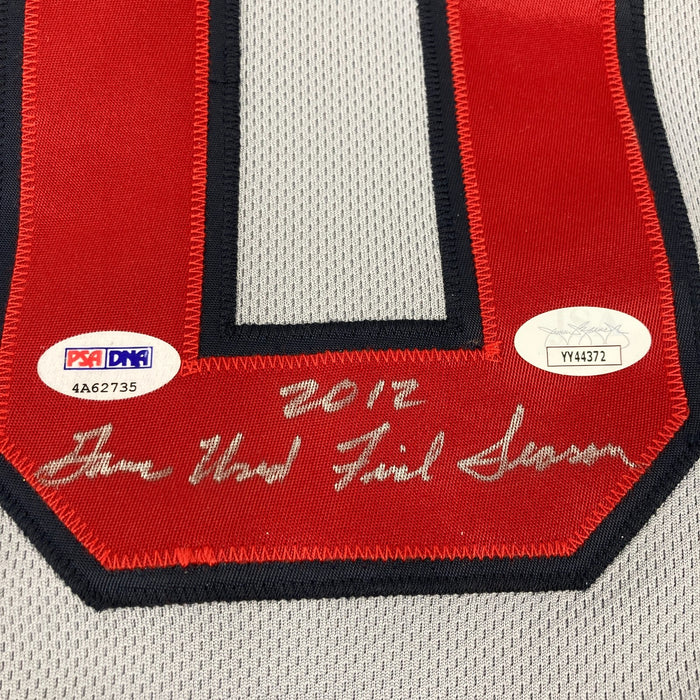 PSA DNA
4A62735
YY44372
2012
Game Used Final Season